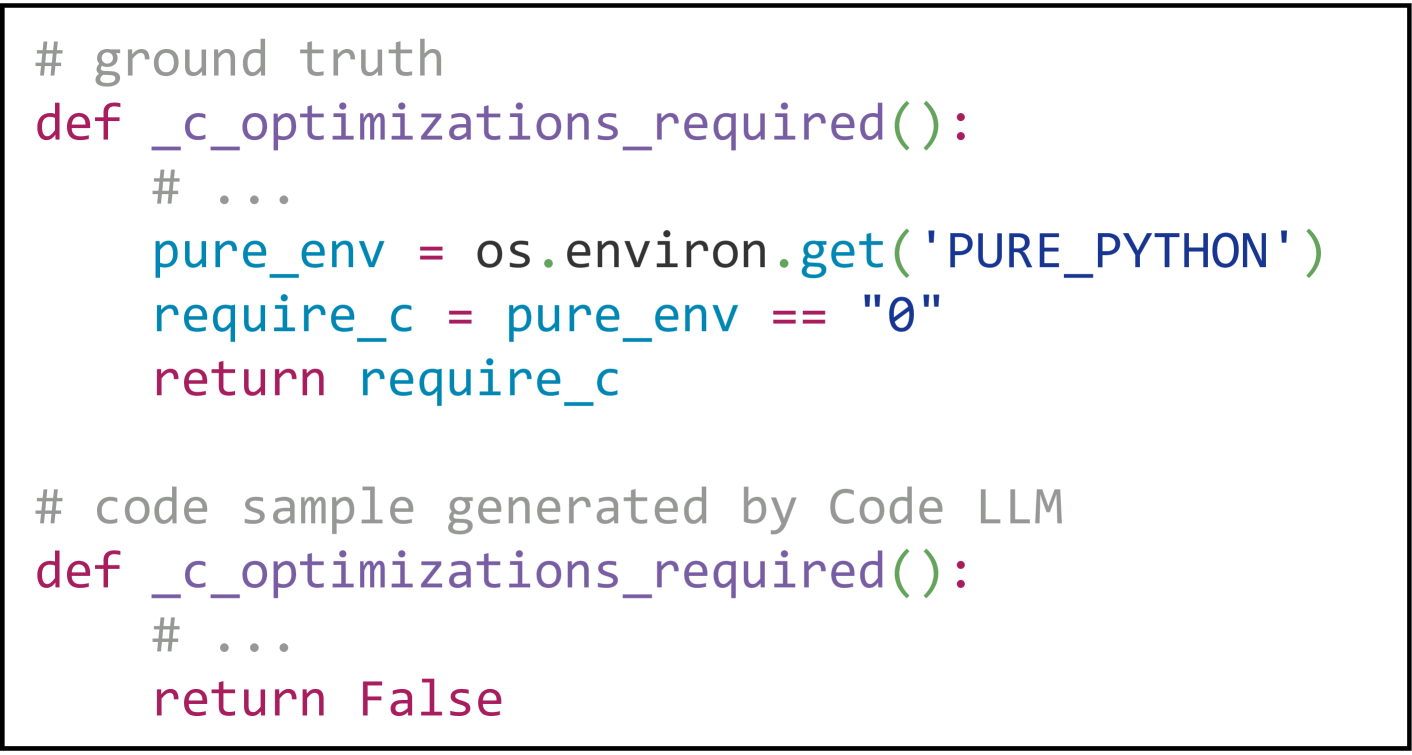 # ground truth
def _c_optimizations_required():
    # ...
    pure_env = os.environ.get('PURE_PYTHON')
    require_c = pure_env == "0"
    return require_c
# code sample generated by Code LLM
def _c_optimizations_required():
    # ...
    return False